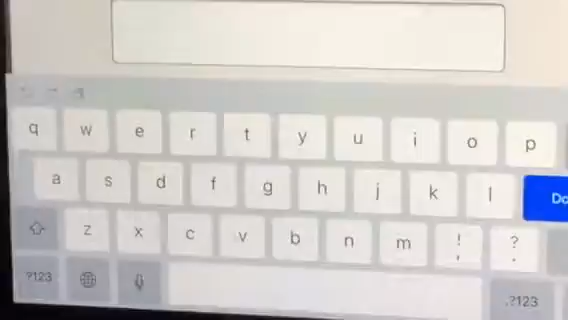 q w e r t y u i o p
a s d f g h j k l Do
z x c v b n m ! , ? .
?123 .?123